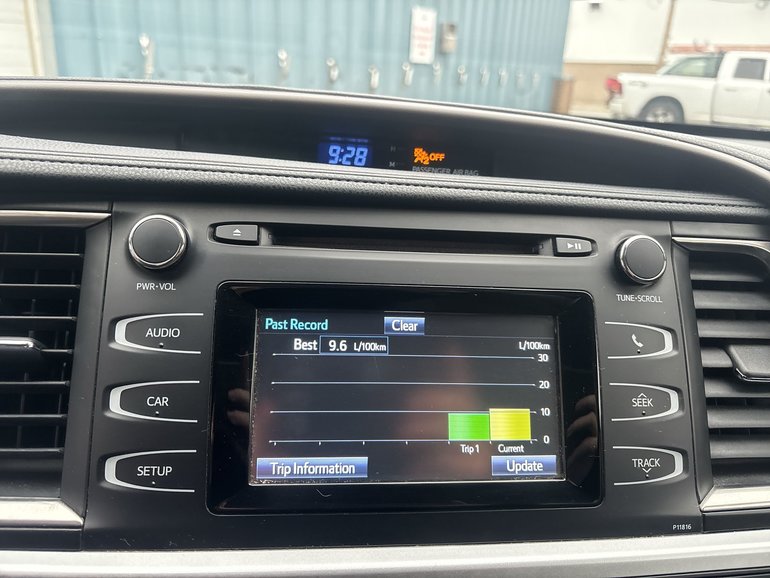 9:28 H M OFF
PASSENGER AIR BAG
PWR•VOL
TUNE•SCROLL
AUDIO
CAR
SETUP
SEEK
TRACK
Past Record Clear
Best 9.6 L/100km L/100km
30
20
10
0
Trip 1 Current
Trip Information Update
P11816